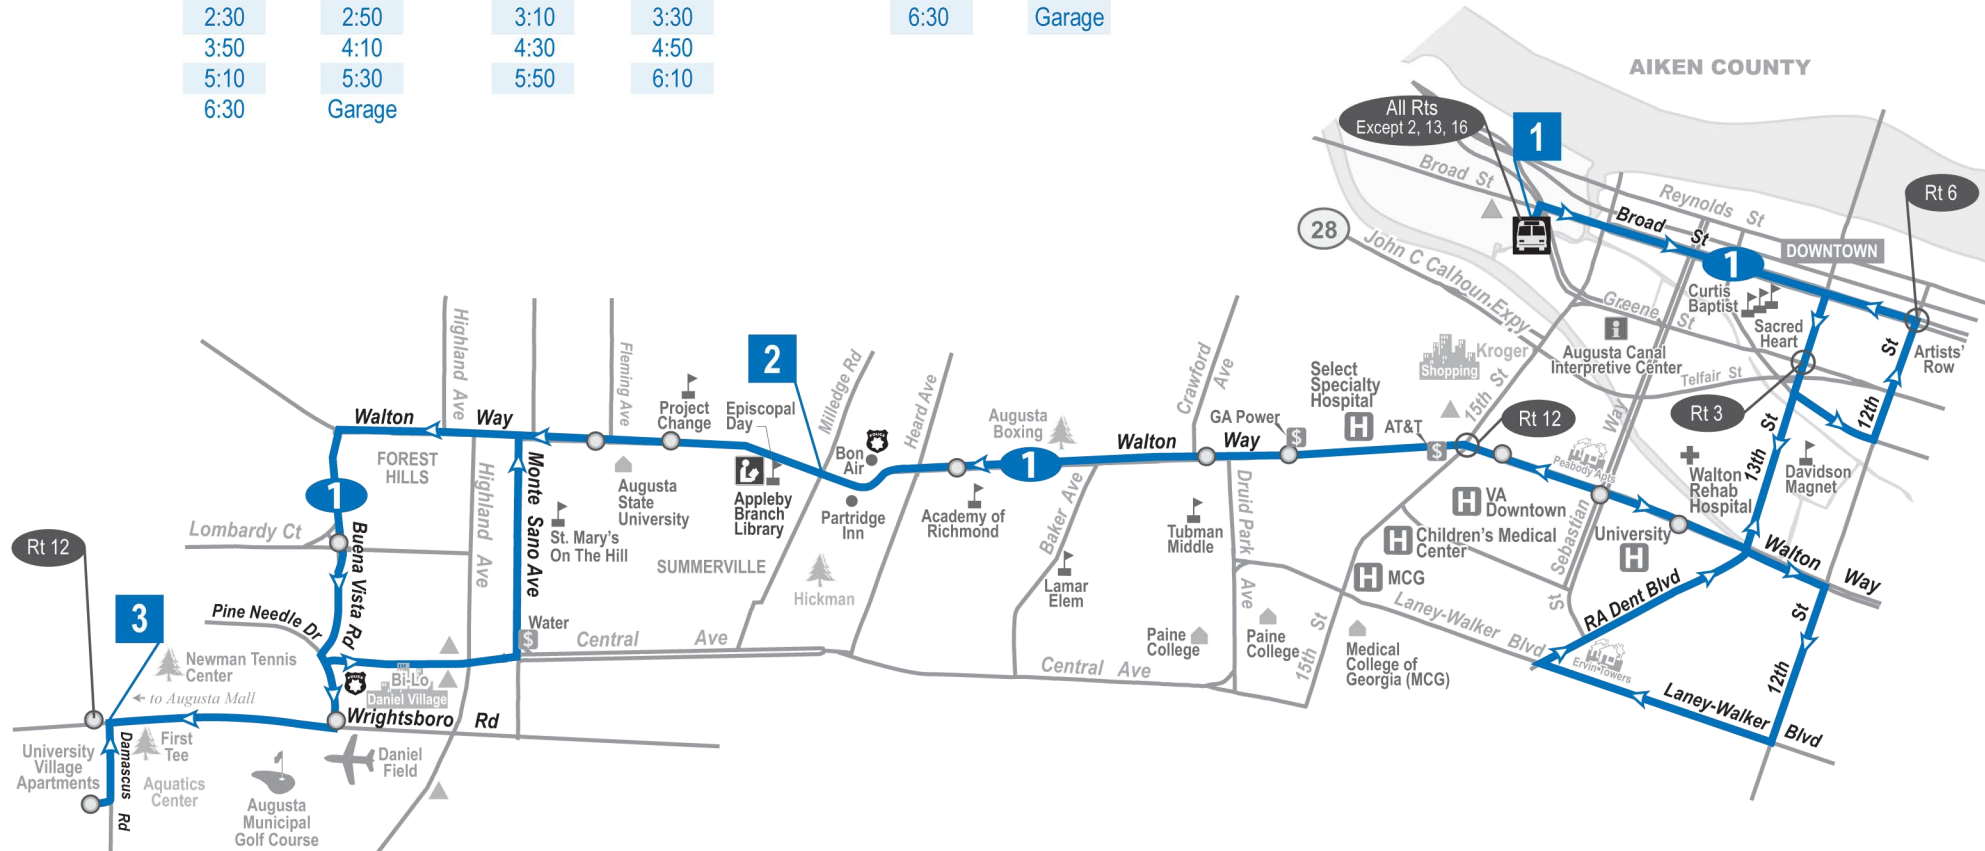 2:30 2:50 3:10 3:30 6:30 Garage
3:50 4:10 4:30 4:50
5:10 5:30 5:50 6:10
6:30 Garage
AIKEN COUNTY
All Rts
Except 2, 13, 16
1
Broad St
Reynolds St
Rt 6
28
John C Calhoun Expy
Broad St
DOWNTOWN
1
Curtis
Baptist
Greene St
Sacred
Heart
Augusta Canal
Interpretive Center
Telfair St
Artists'
Row
12th St
Rt 3
13th St
Davidson
Magnet
Walton
Rehab
Hospital
Kroger
Shopping
15th St
Rt 12
Select
Specialty
Hospital
H
AT&T
$
GA Power
$
Crawford Ave
Walton Way
1
Augusta
Boxing
Heard Ave
Milledge Rd
2
Bon
Air
POLICE
Partridge
Inn
Academy of
Richmond
Episcopal
Day
Appleby
Branch
Library
Project
Change
Fleming Ave
Highland Ave
Walton Way
FOREST
HILLS
Highland Ave
Monte Sano Ave
Augusta
State
University
St. Mary's
On The Hill
SUMMERVILLE
Hickman
Baker Ave
Lamar
Elem
Tubman
Middle
Druid Park Ave
Peabody Apts
H
VA
Downtown
H
Children's Medical
Center
H
MCG
Sebastian Way
St
University
H
Walton Way
RA Dent Blvd
Laney-Walker Blvd
Ervin Towers
12th St
Laney-Walker Blvd
Paine
College
Paine
College
15th St
Medical
College of
Georgia (MCG)
Central Ave
Central Ave
Water
$
1
Lombardy Ct
Buena Vista Rd
Pine Needle Dr
Rt 12
3
Newman Tennis
Center
to Augusta Mall
POLICE
Bi-Lo
Daniel Village
Wrightsboro Rd
University
Village
Apartments
Damascus Rd
First
Tee
Aquatics
Center
Augusta
Municipal
Golf Course
Daniel
Field